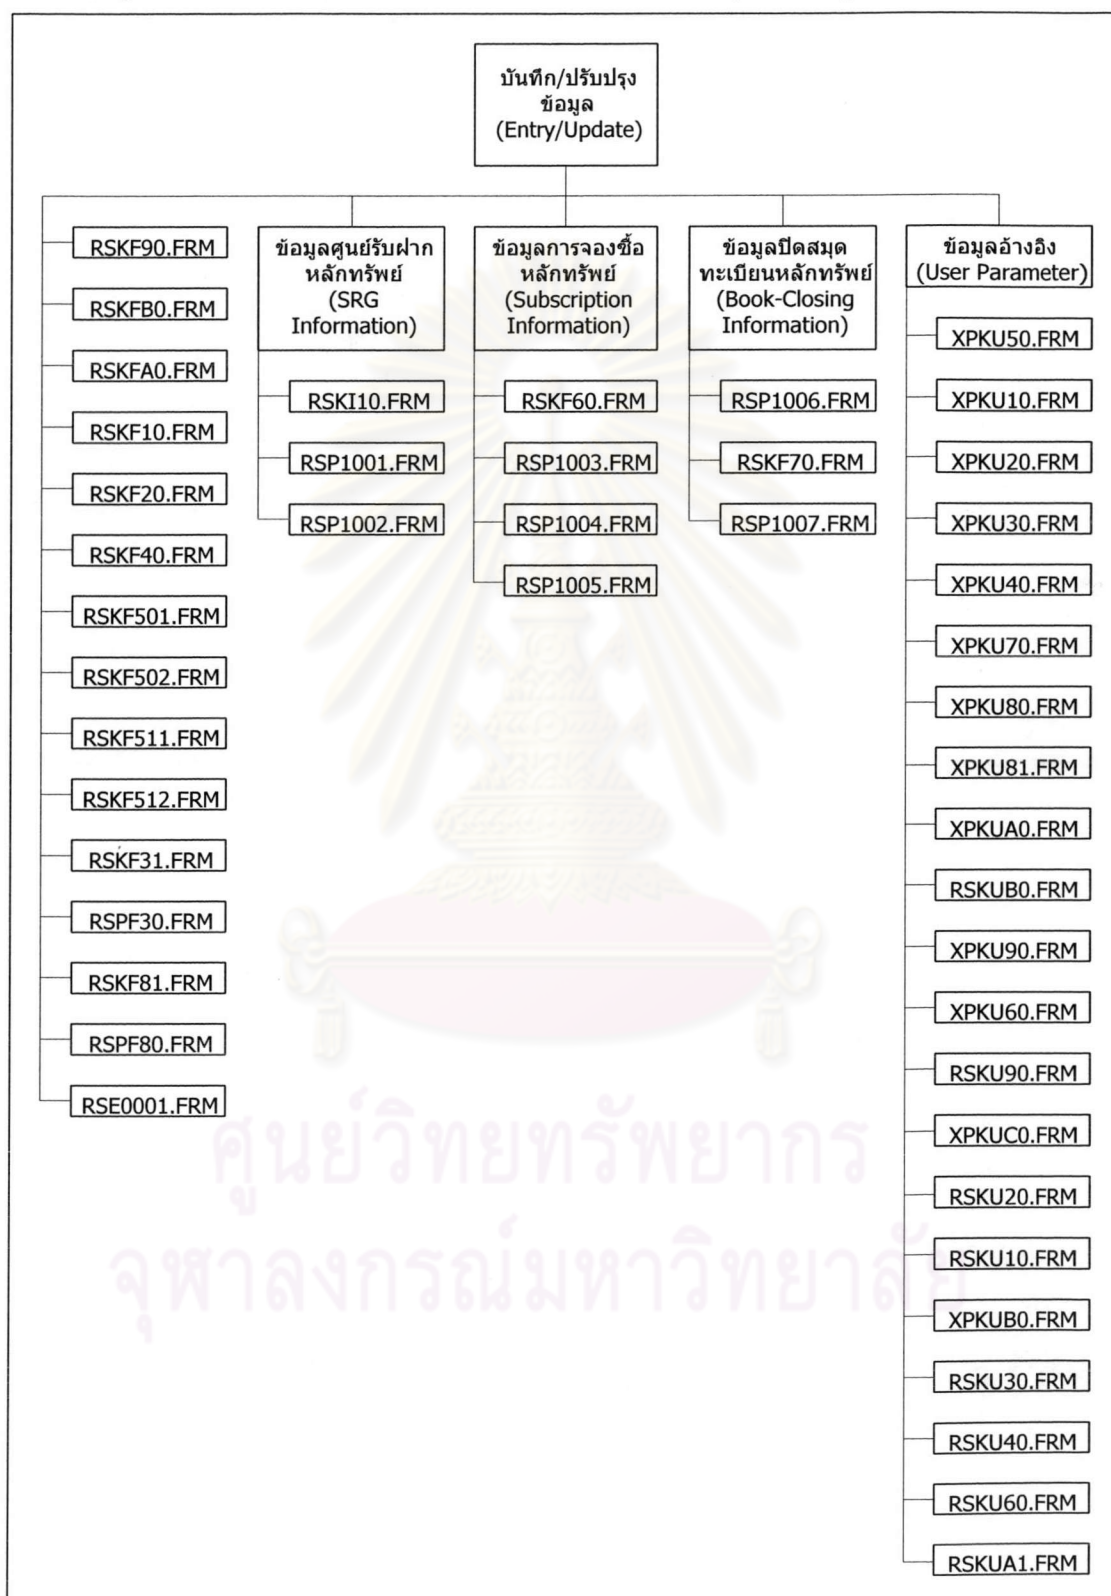 บันทึก/ปรับปรุง
ข้อมูล
(Entry/Update)
RSKF90.FRM
RSKFB0.FRM
RSKFA0.FRM
RSKF10.FRM
RSKF20.FRM
RSKF40.FRM
RSKF501.FRM
RSKF502.FRM
RSKF511.FRM
RSKF512.FRM
RSKF31.FRM
RSPF30.FRM
RSKF81.FRM
RSPF80.FRM
RSE0001.FRM
ข้อมูลศูนย์รับฝาก
หลักทรัพย์
(SRG
Information)
RSKI10.FRM
RSP1001.FRM
RSP1002.FRM
ข้อมูลการจองซื้อ
หลักทรัพย์
(Subscription
Information)
RSKF60.FRM
RSP1003.FRM
RSP1004.FRM
RSP1005.FRM
ข้อมูลปิดสมุด
ทะเบียนหลักทรัพย์
(Book-Closing
Information)
RSP1006.FRM
RSKF70.FRM
RSP1007.FRM
ข้อมูลอ้างอิง
(User Parameter)
XPKU50.FRM
XPKU10.FRM
XPKU20.FRM
XPKU30.FRM
XPKU40.FRM
XPKU70.FRM
XPKU80.FRM
XPKU81.FRM
XPKUA0.FRM
RSKUB0.FRM
XPKU90.FRM
XPKU60.FRM
RSKU90.FRM
XPKUC0.FRM
RSKU20.FRM
RSKU10.FRM
XPKUB0.FRM
RSKU30.FRM
RSKU40.FRM
RSKU60.FRM
RSKUA1.FRM
ศูนย์วิทยทรัพยากร
จุฬาลงกรณ์มหาวิทยาลัย